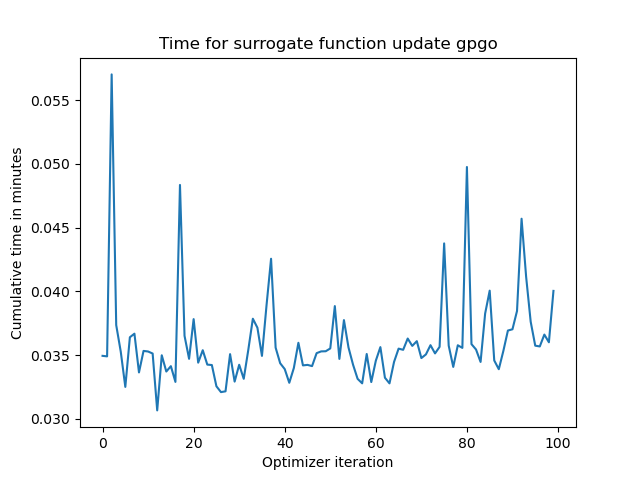 Time for surrogate function update gpgo
Cumulative time in minutes
0.055
0.050
0.045
0.040
0.035
0.030
0 20 40 60 80 100
Optimizer iteration